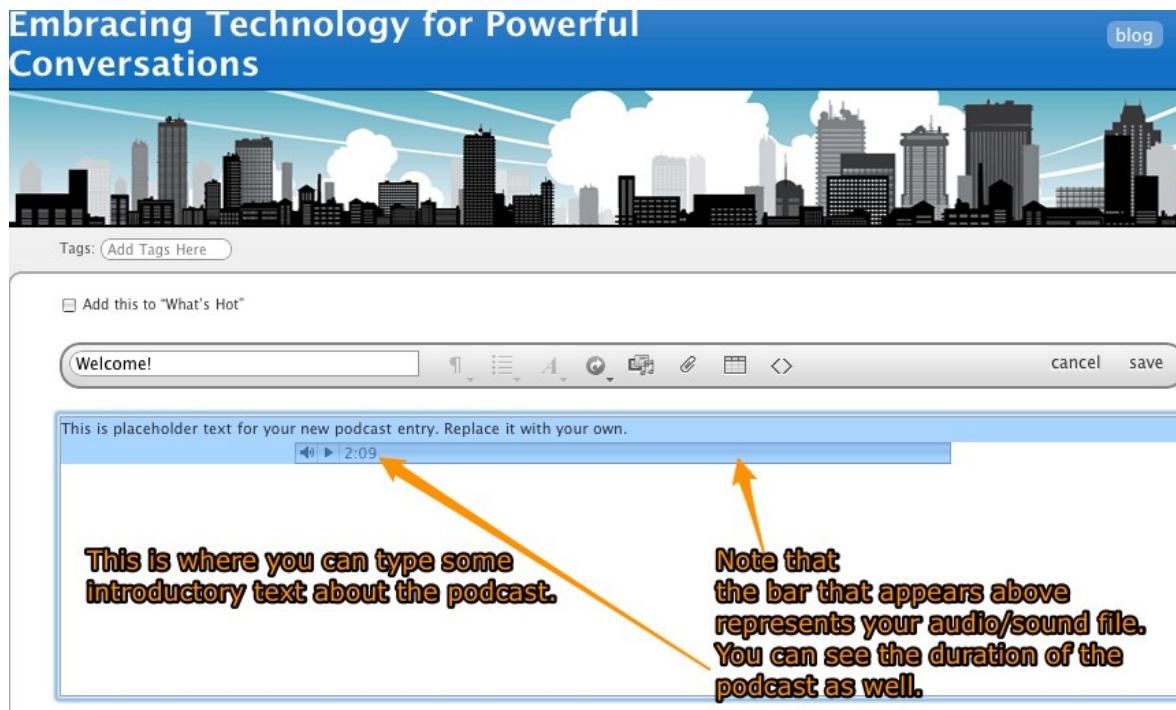 Embracing Technology for Powerful
Conversations
blog
Tags: Add Tags Here
Add this to "What's Hot"
Welcome!
cancel save
This is placeholder text for your new podcast entry. Replace it with your own.
2:09
This is where you can type some
introductory text about the podcast.
Note that
the bar that appears above
represents your audio/sound file.
You can see the duration of the
podcast as well.